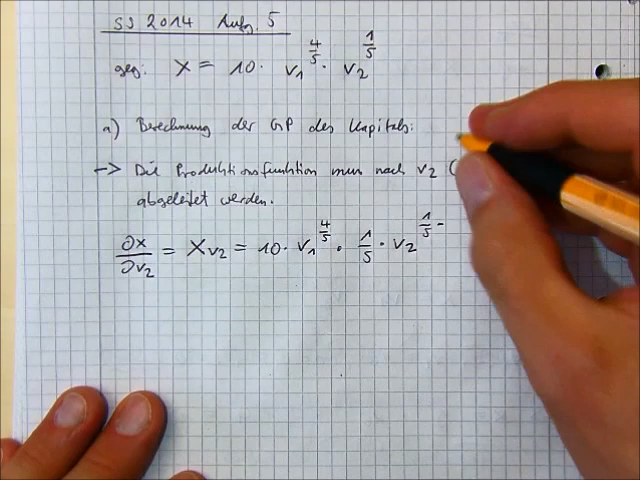 SS 2014 Aufg. 5
geg: x = 10 · v₁^(4/5) · v₂^(1/5)
a) Berechnung der GP des Kapitals:
-> Die Produktionsfunktion muss nach v₂ (
abgeleitet werden.
∂x/∂v₂ = Xv₂ = 10 · v₁^(4/5) · 1/5 · v₂^(1/5 -